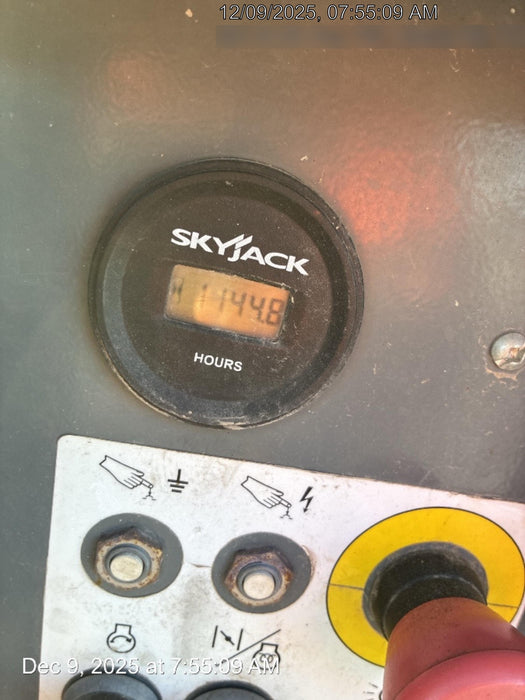 12/09/2025, 07:55:09 AM
SKYJACK
1144.8
HOURS
Dec 9, 2025 at 7:55:09 AM